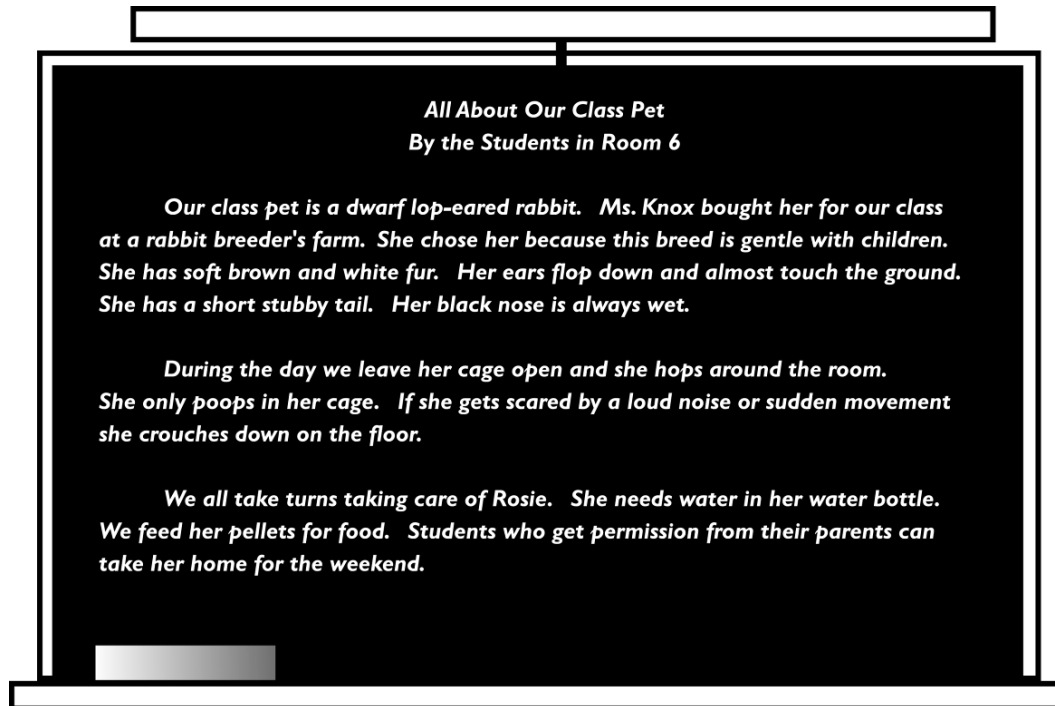 All About Our Class Pet
By the Students in Room 6
Our class pet is a dwarf lop-eared rabbit. Ms. Knox bought her for our class
at a rabbit breeder's farm. She chose her because this breed is gentle with children.
She has soft brown and white fur. Her ears flop down and almost touch the ground.
She has a short stubby tail. Her black nose is always wet.
During the day we leave her cage open and she hops around the room.
She only poops in her cage. If she gets scared by a loud noise or sudden movement
she crouches down on the floor.
We all take turns taking care of Rosie. She needs water in her water bottle.
We feed her pellets for food. Students who get permission from their parents can
take her home for the weekend.